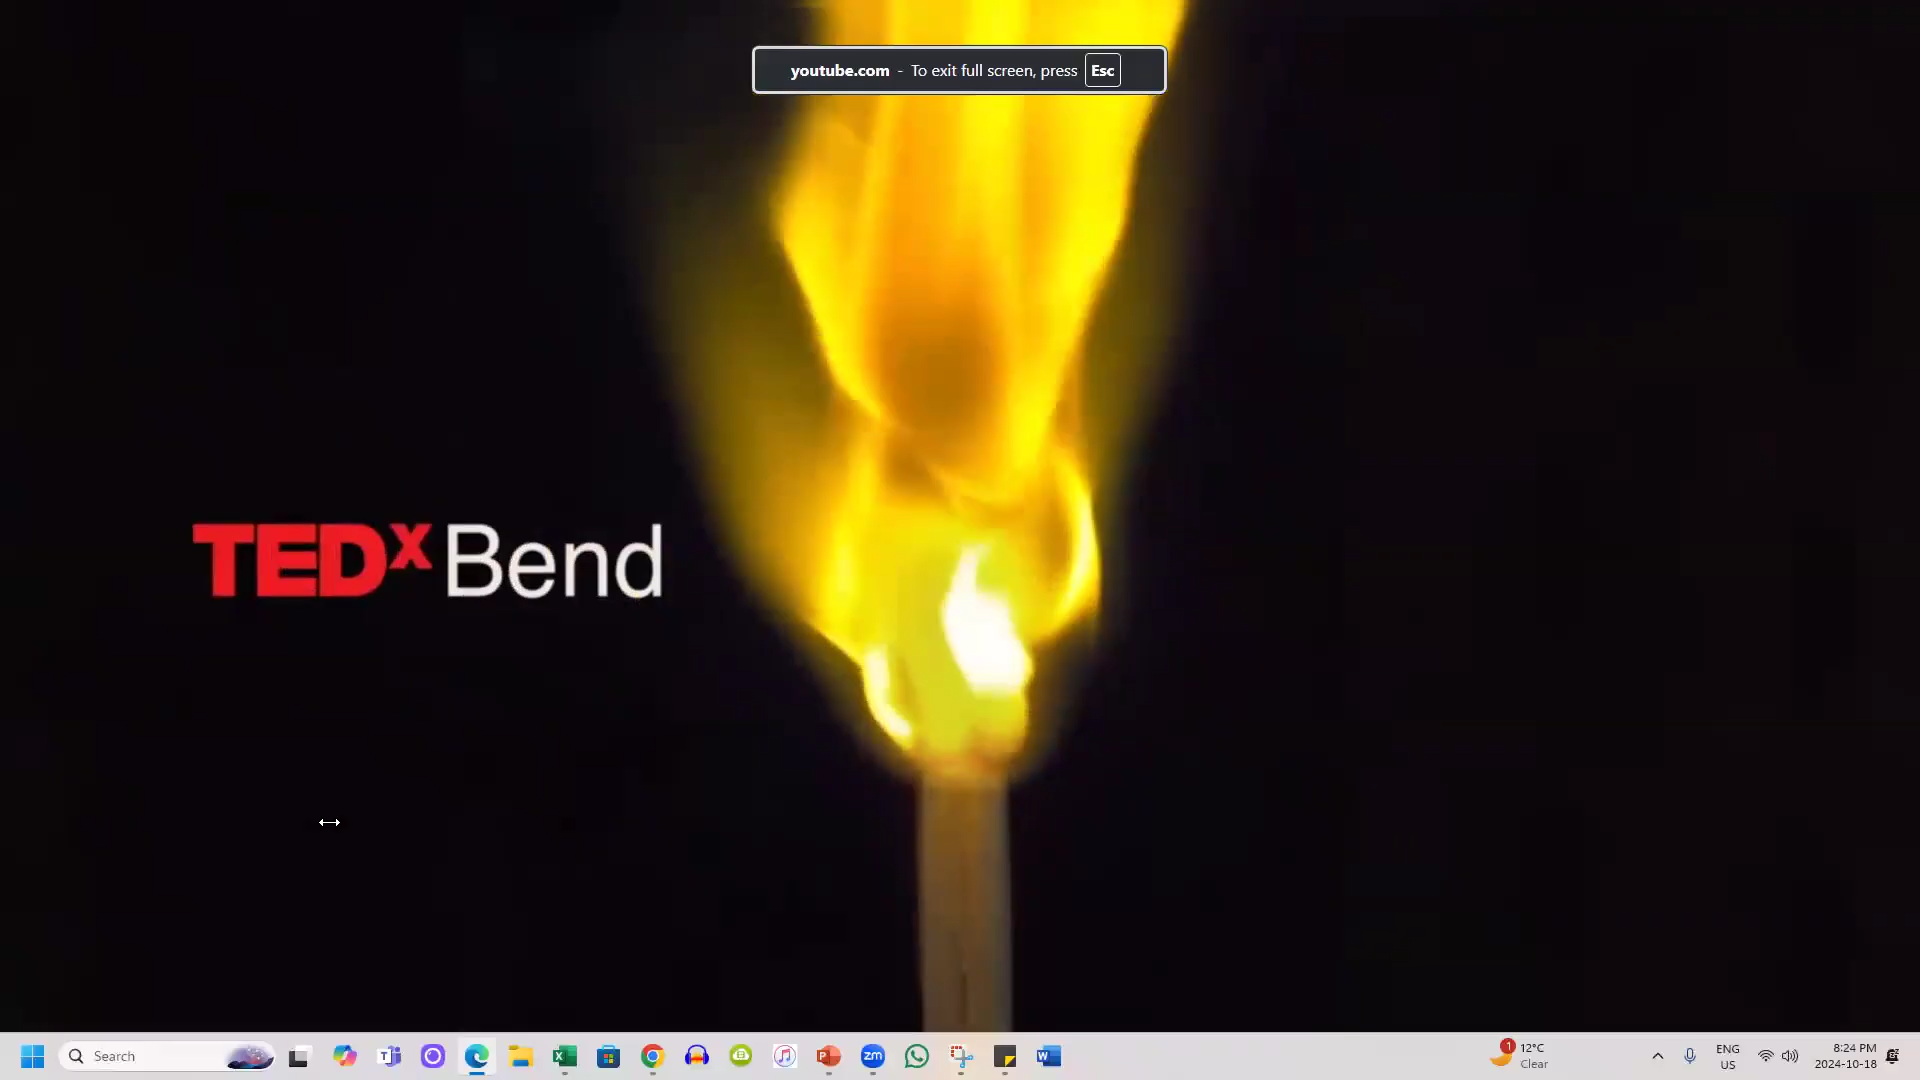 youtube.com - To exit full screen, press Esc
TEDx Bend
Search
1
12°C
Clear
ENG
US
8:24 PM
2024-10-18